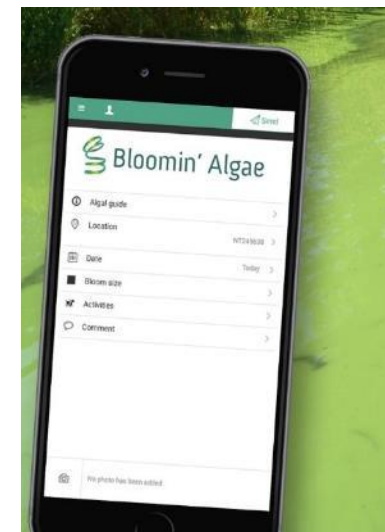 Send
Bloomin' Algae
Algal guide
Location
Date
Today
Bloom size
Activities
Comment
No photo has been added